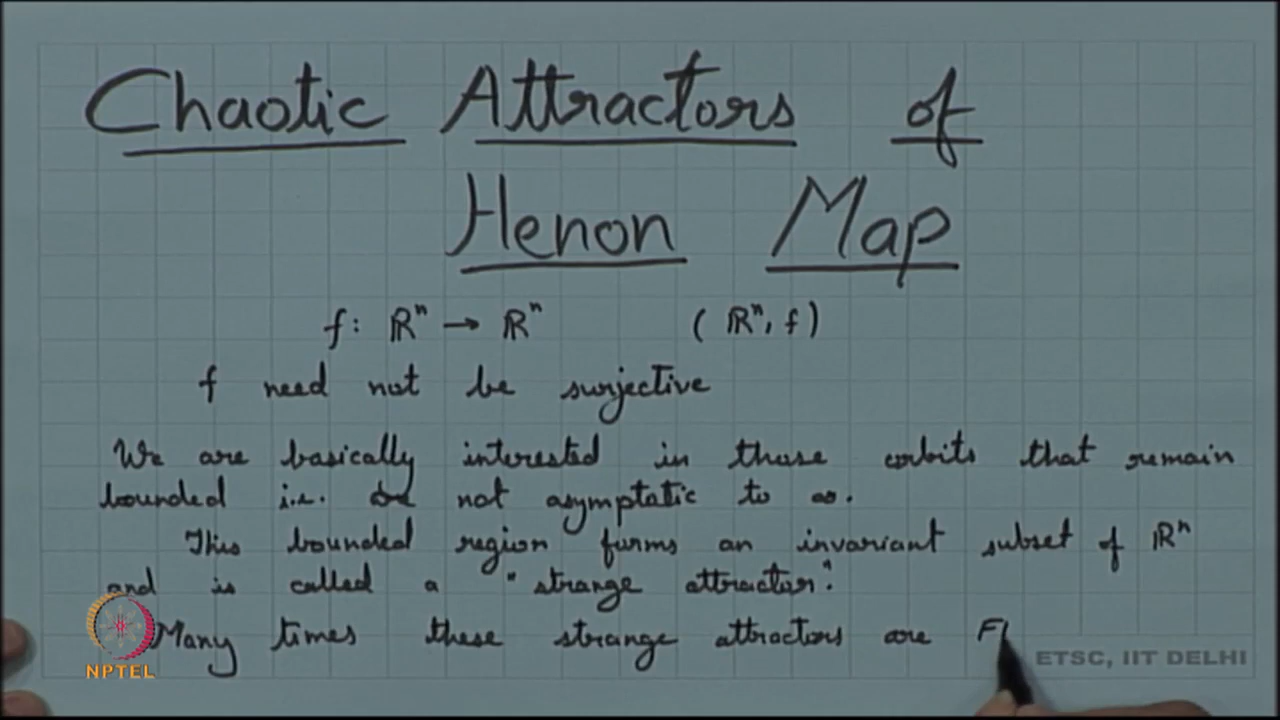 Chaotic Attractors of
Henon Map
f: ℝⁿ → ℝⁿ (ℝⁿ, f)
f need not be surjective
We are basically interested in those orbits that remain
bounded i.e. not asymptotic to ∞.
This bounded region forms an invariant subset of ℝⁿ
and is called a "strange attractor".
Many times these strange attractors are
NPTEL
ETSC, IIT DELHI